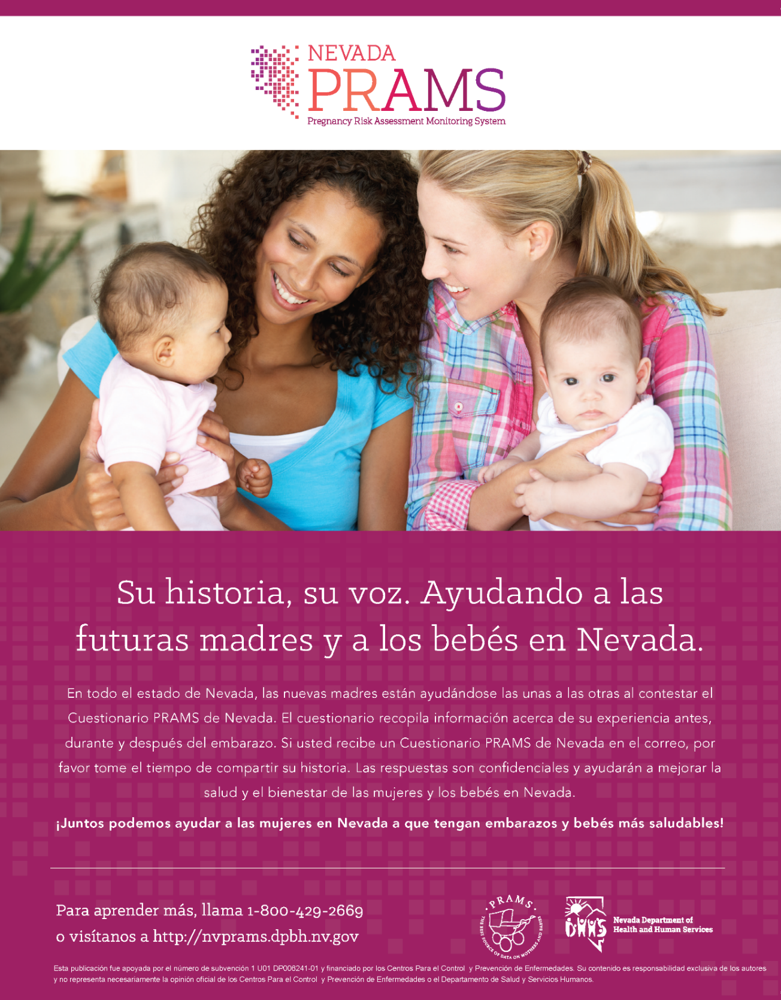 NEVADA
PRAMS
Pregnancy Risk Assessment Monitoring System
Su historia, su voz. Ayudando a las
futuras madres y a los bebés en Nevada.
En todo el estado de Nevada, las nuevas madres están ayudándose las unas a las otras al contestar el
Cuestionario PRAMS de Nevada. El cuestionario recopila información acerca de su experiencia antes,
durante y después del embarazo. Si usted recibe un Cuestionario PRAMS de Nevada en el correo, por
favor tome el tiempo de compartir su historia. Las respuestas son confidenciales y ayudarán a mejorar la
salud y el bienestar de las mujeres y los bebés en Nevada.
¡Juntos podemos ayudar a las mujeres en Nevada a que tengan embarazos y bebés más saludables!
Para aprender más, llama 1-800-429-2669
o visítanos a http://nvprams.dpbh.nv.gov
·PRAMS·
THE BEST SOURCE OF DATA ON MOTHERS AND BABIES
DHHS
Nevada Department of
Health and Human Services
Esta publicación fue apoyada por el número de subvención 1 U01 DP006241-01 y financiado por los Centros Para el Control y Prevención de Enfermedades. Su contenido es responsabilidad exclusiva de los autores
y no representa necesariamente la opinión oficial de los Centros Para el Control y Prevención de Enfermedades o el Departamento de Salud y Servicios Humanos.